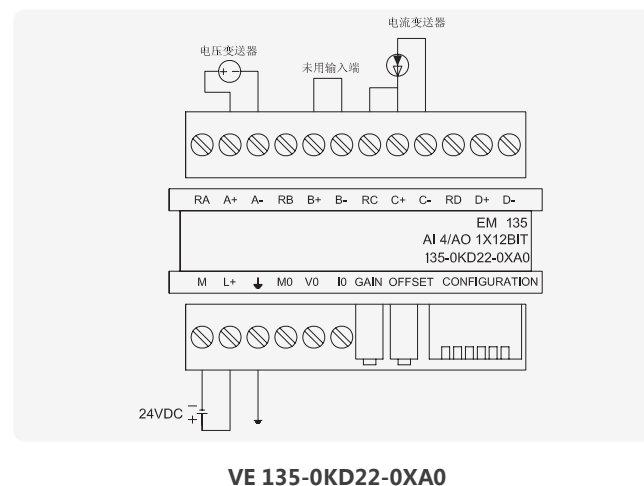 电流变送器
电压变送器
未用输入端
+ -
RA A+ A- RB B+ B- RC C+ C- RD D+ D-
EM 135
AI 4/AO 1X12BIT
135-0KD22-0XA0
M L+ M0 V0 I0 GAIN OFFSET CONFIGURATION
24VDC
-
+
VE 135-0KD22-0XA0